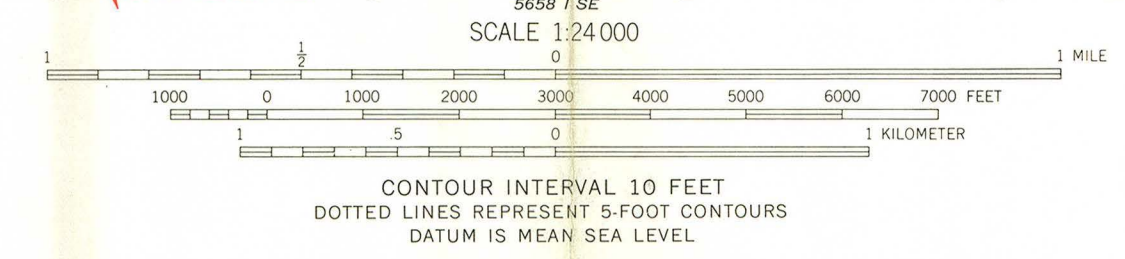 5658 I SE
SCALE 1:24 000
1 1/2 0 1 MILE
1000 0 1000 2000 3000 4000 5000 6000 7000 FEET
1 .5 0 1 KILOMETER
CONTOUR INTERVAL 10 FEET
DOTTED LINES REPRESENT 5-FOOT CONTOURS
DATUM IS MEAN SEA LEVEL